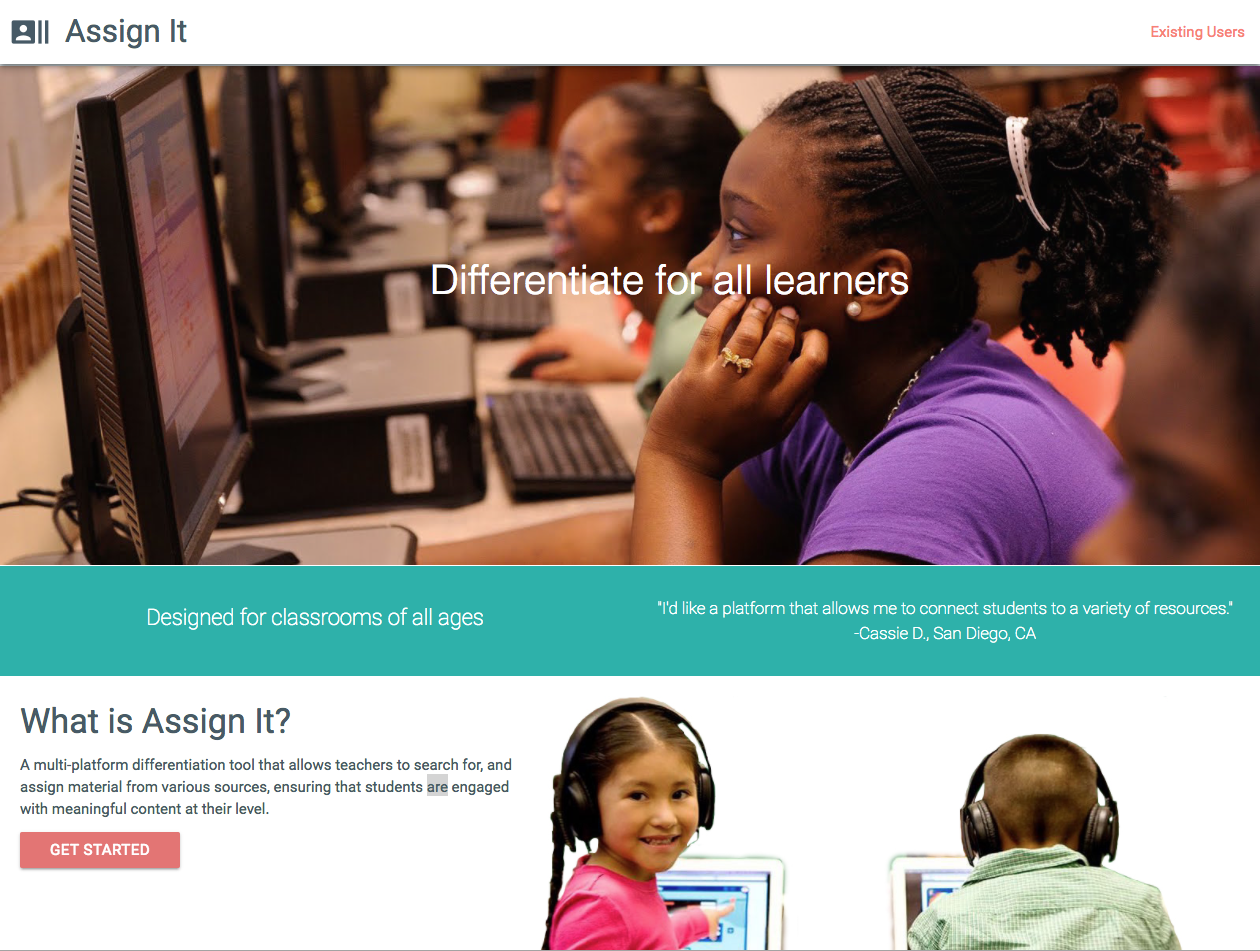 Assign It
Existing Users
Differentiate for all learners
Designed for classrooms of all ages
"I'd like a platform that allows me to connect students to a variety of resources."
-Cassie D., San Diego, CA
What is Assign It?
A multi-platform differentiation tool that allows teachers to search for, and
assign material from various sources, ensuring that students are engaged
with meaningful content at their level.
GET STARTED